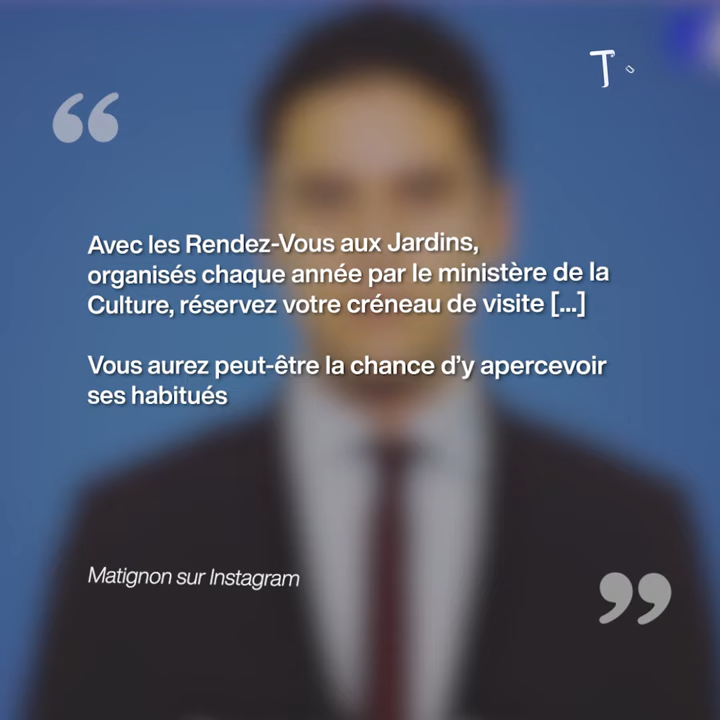 T
“
Avec les Rendez-Vous aux Jardins,
organisés chaque année par le ministère de la
Culture, réservez votre créneau de visite [...]
Vous aurez peut-être la chance d’y apercevoir
ses habitués
Matignon sur Instagram
”